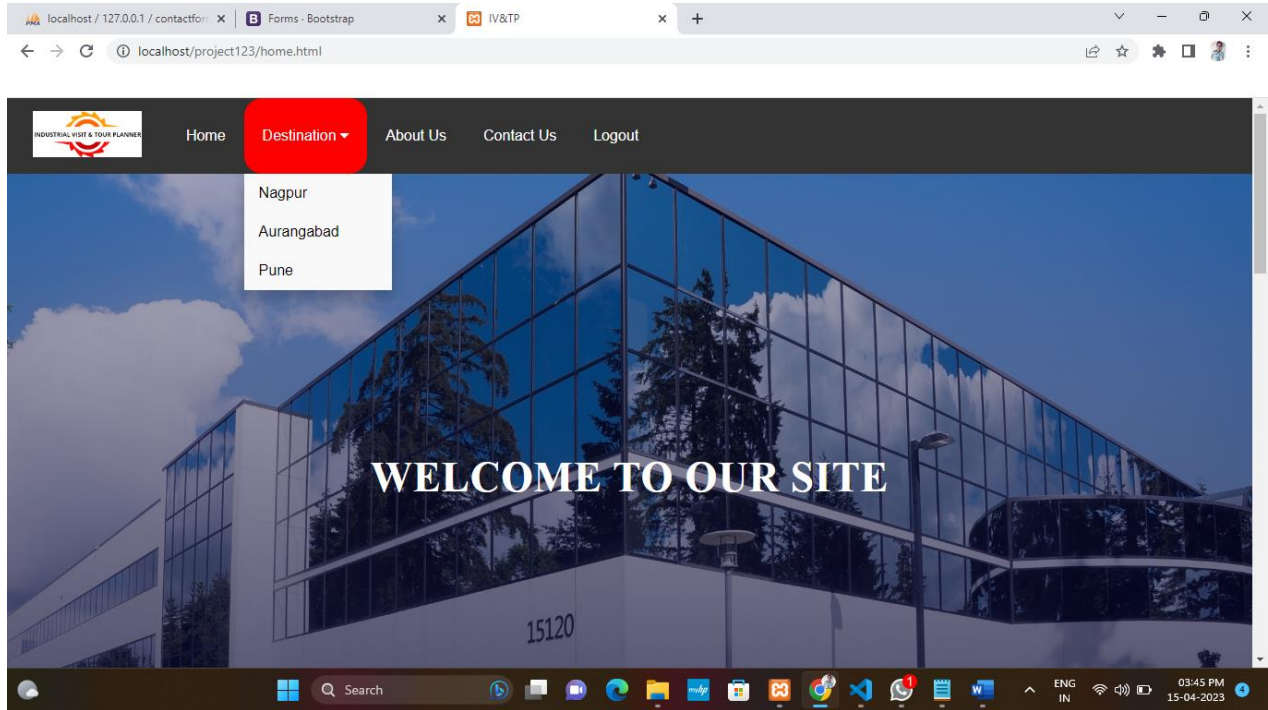 localhost / 127.0.0.1 / contactfor
Forms · Bootstrap
IV&TP
localhost/project123/home.html
INDUSTRIAL VISIT & TOUR PLANNER
Home
Destination
About Us
Contact Us
Logout
Nagpur
Aurangabad
Pune
WELCOME TO OUR SITE
15120
Search
ENG
IN
03:45 PM
15-04-2023
4